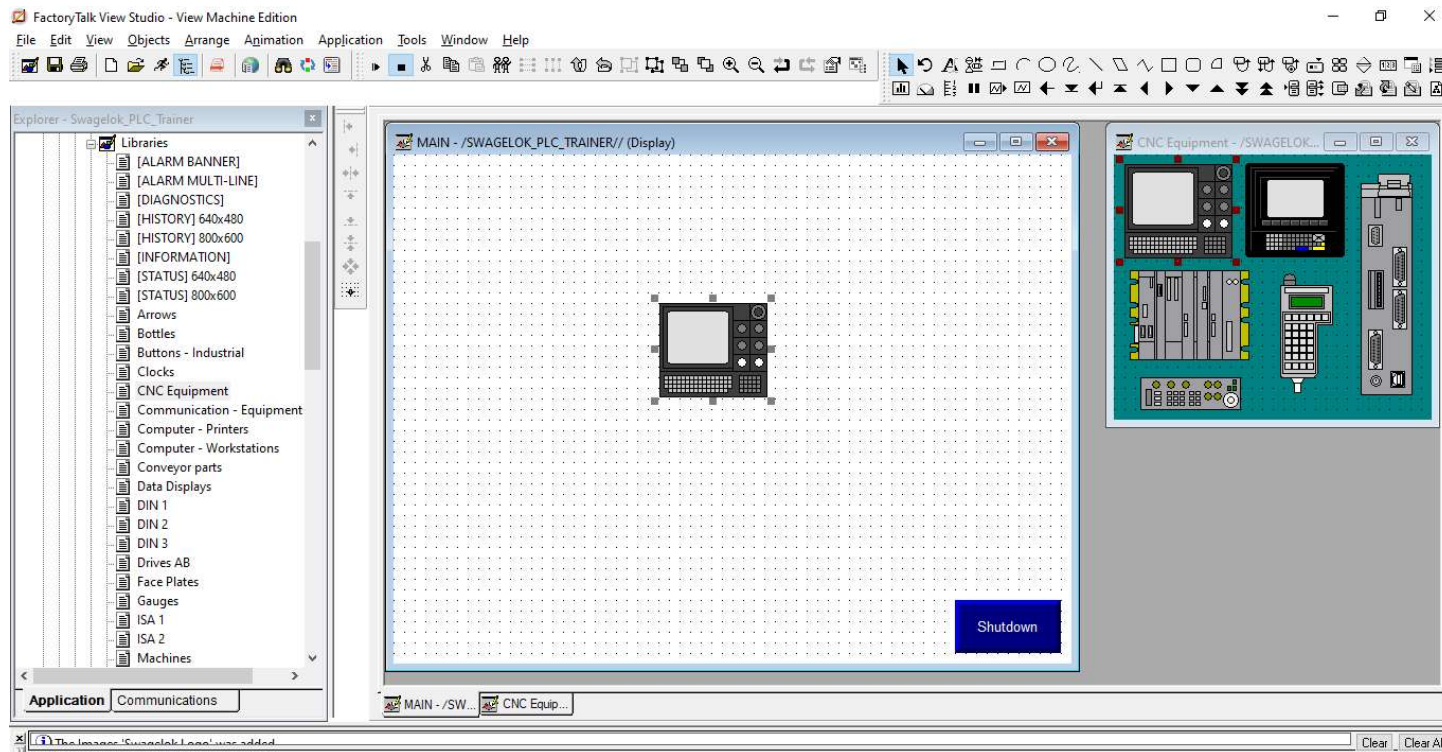 FactoryTalk View Studio - View Machine Edition
File Edit View Objects Arrange Animation Application Tools Window Help
Explorer - Swagelok_PLC_Trainer
Libraries
[ALARM BANNER]
[ALARM MULTI-LINE]
[DIAGNOSTICS]
[HISTORY] 640x480
[HISTORY] 800x600
[INFORMATION]
[STATUS] 640x480
[STATUS] 800x600
Arrows
Bottles
Buttons - Industrial
Clocks
CNC Equipment
Communication - Equipment
Computer - Printers
Computer - Workstations
Conveyor parts
Data Displays
DIN 1
DIN 2
DIN 3
Drives AB
Face Plates
Gauges
ISA 1
ISA 2
Machines
Application Communications
MAIN - /SWAGELOK_PLC_TRAINER// (Display)
Shutdown
CNC Equipment - /SWAGELOK...
MAIN - /SW... CNC Equip...
The Images 'Swagelok Logo' was added
Clear Clear Al